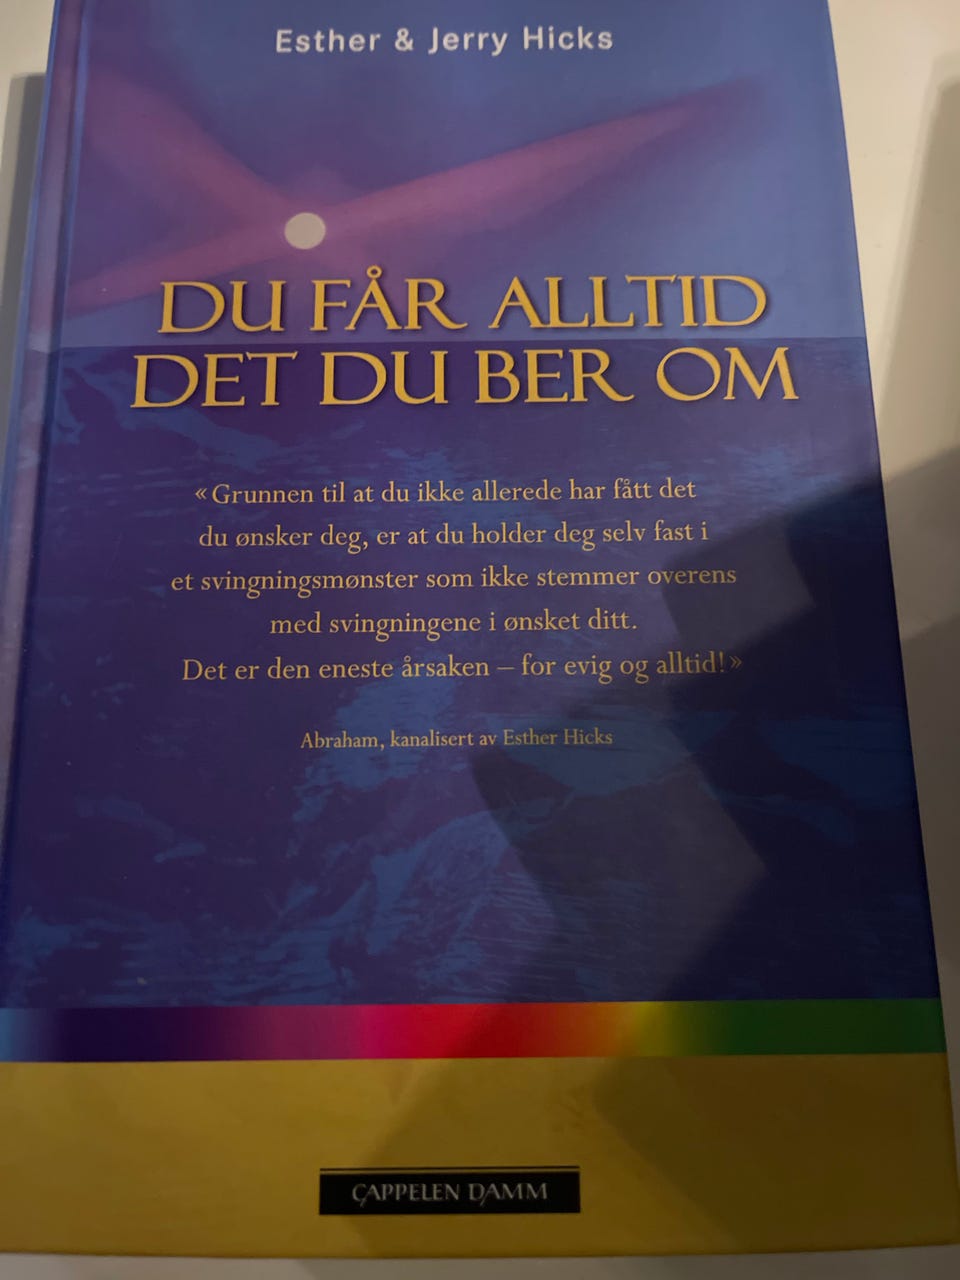 Esther & Jerry Hicks
DU FÅR ALLTID
DET DU BER OM
«Grunnen til at du ikke allerede har fått det
du ønsker deg, er at du holder deg selv fast i
et svingningsmønster som ikke stemmer overens
med svingningene i ønsket ditt.
Det er den eneste årsaken – for evig og alltid!»
Abraham, kanalisert av Esther Hicks
CAPPELEN DAMM